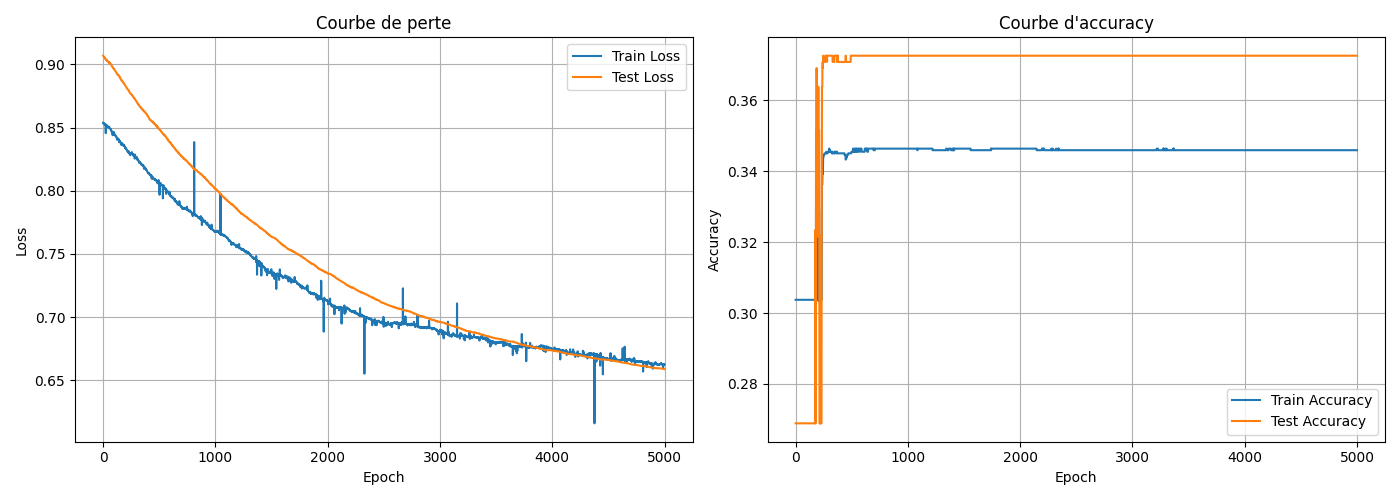 Courbe de perte
Train Loss
Test Loss
0.90
0.85
0.80
0.75
0.70
0.65
Loss
0 1000 2000 3000 4000 5000
Epoch
Courbe d'accuracy
0.36
0.34
0.32
0.30
0.28
Accuracy
Train Accuracy
Test Accuracy
0 1000 2000 3000 4000 5000
Epoch